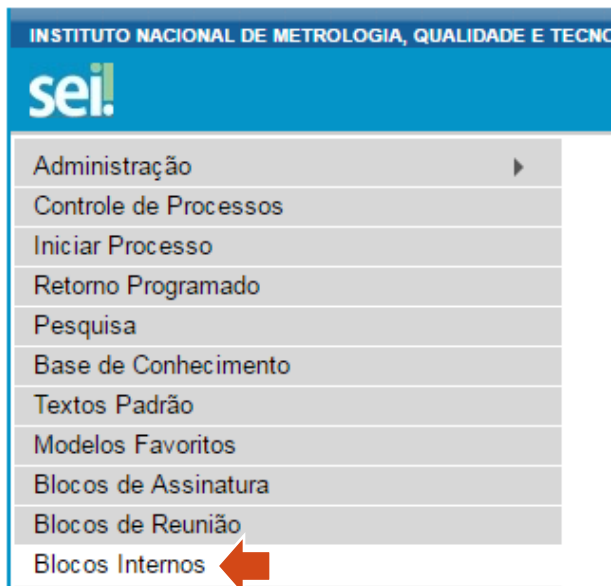 INSTITUTO NACIONAL DE METROLOGIA, QUALIDADE E
sei!
Administração
Controle de Processos
Iniciar Processo
Retorno Programado
Pesquisa
Base de Conhecimento
Textos Padrão
Modelos Favoritos
Blocos de Assinatura
Blocos de Reunião
Blocos Internos